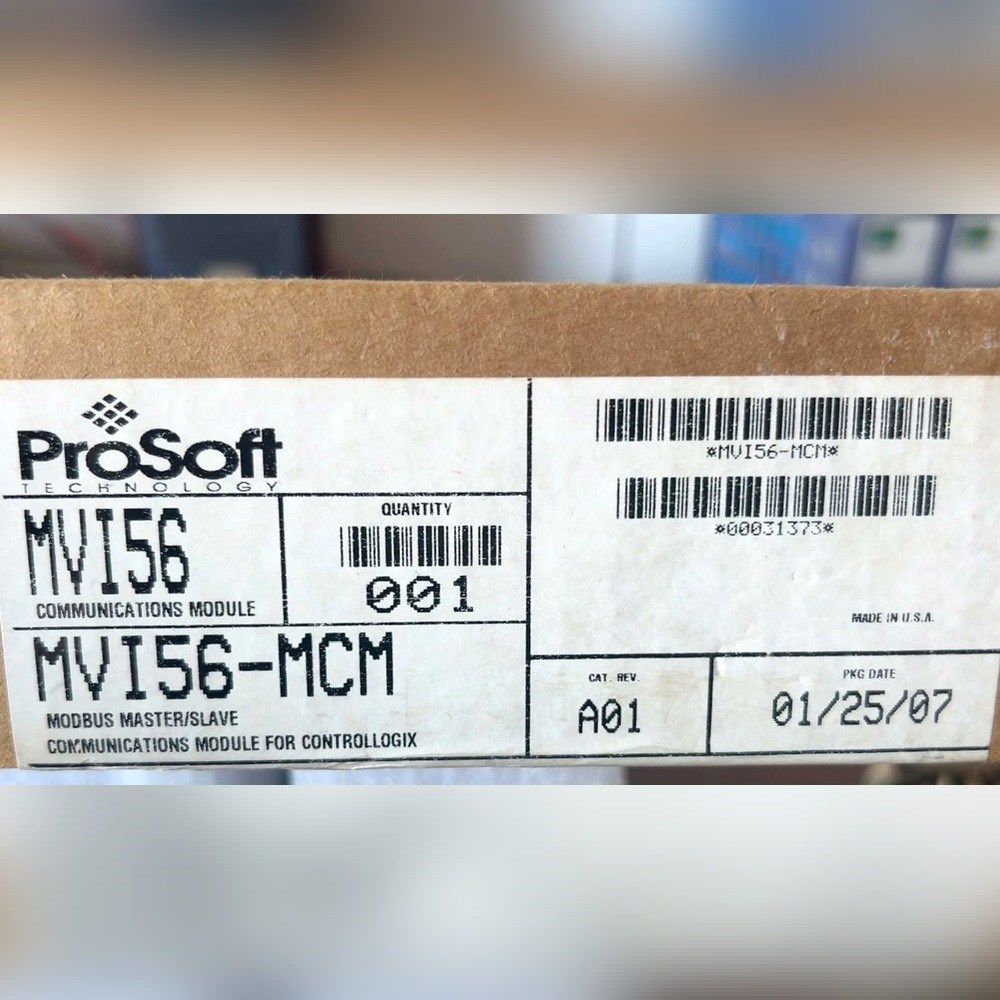 ProSoft
TECHNOLOGY
MVI56
COMMUNICATIONS MODULE
QUANTITY
001
MVI56-MCM
MODBUS MASTER/SLAVE
COMMUNICATIONS MODULE FOR CONTROLLOGIX
*MVI56-MCM*
*00031373*
MADE IN U.S.A.
CAT. REV.
A01
PKG DATE
01/25/07